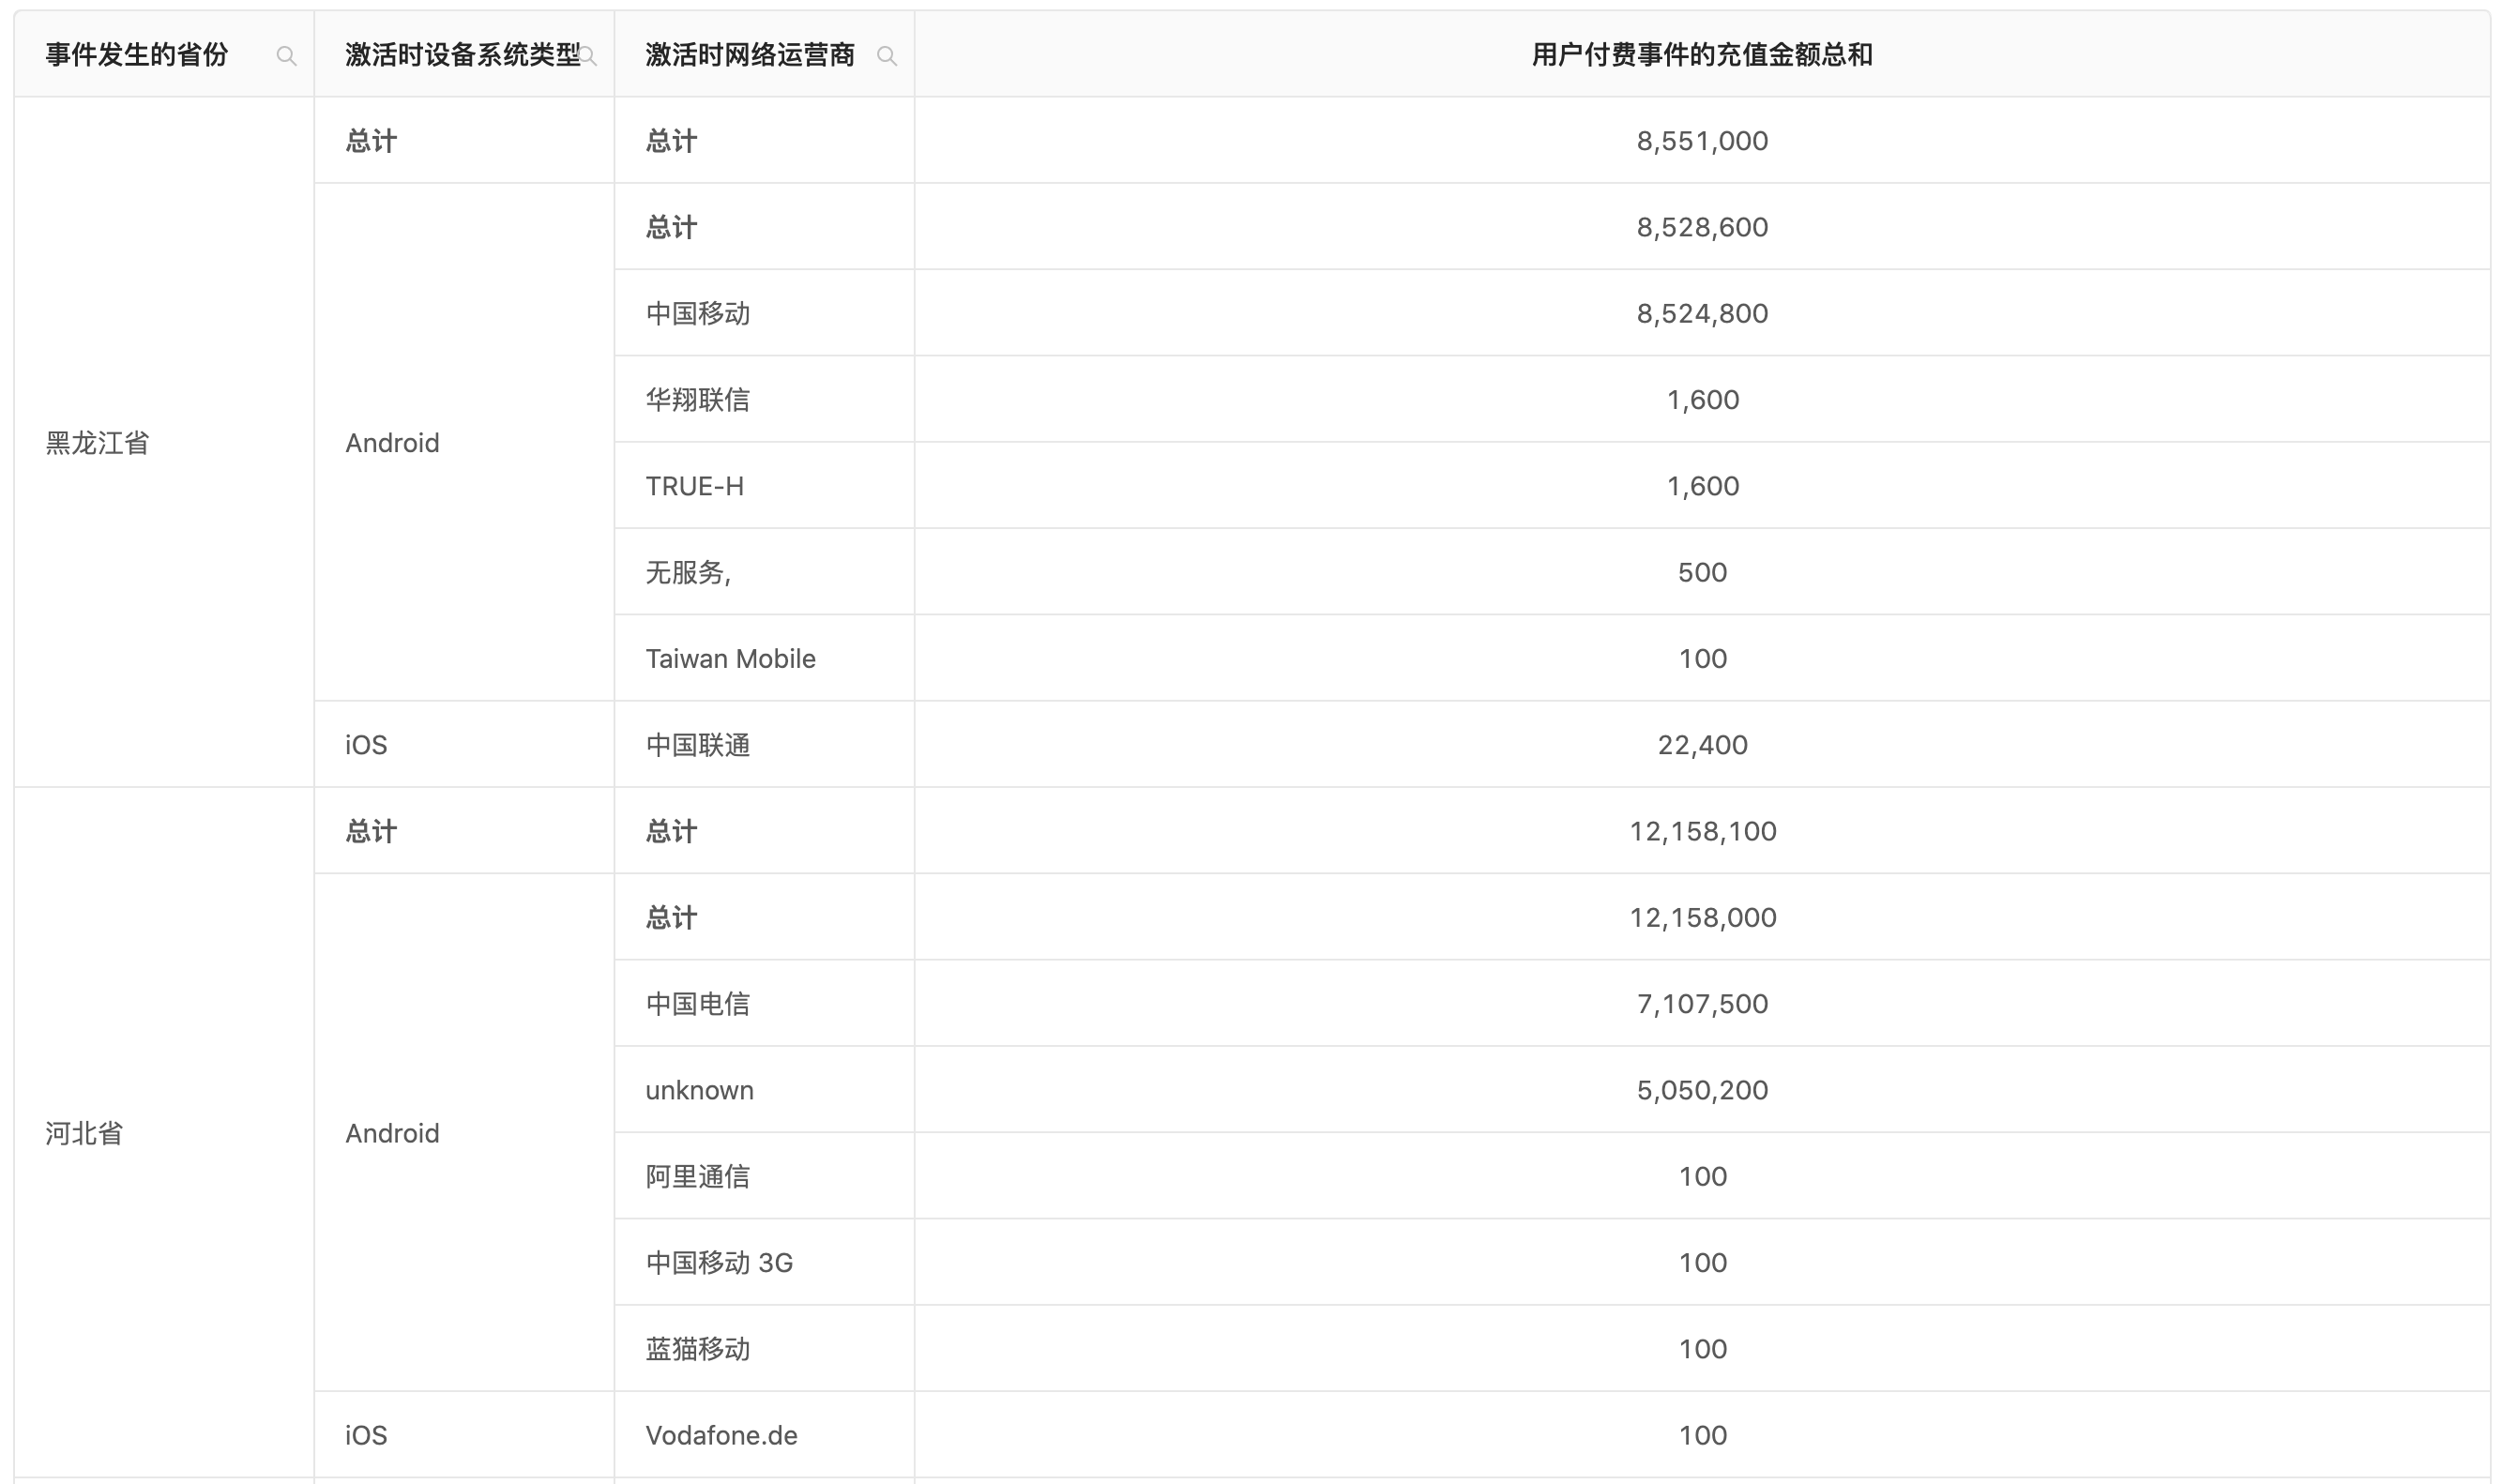 事件发生的省份 激活时设备系统类型 激活时网络运营商 用户付费事件的充值金额总和
总计 总计 8,551,000
总计 8,528,600
中国移动 8,524,800
华翔联信 1,600
黑龙江省 Android
TRUE-H 1,600
无服务, 500
Taiwan Mobile 100
iOS 中国联通 22,400
总计 总计 12,158,100
总计 12,158,000
中国电信 7,107,500
unknown 5,050,200
河北省 Android
阿里通信 100
中国移动 3G 100
蓝猫移动 100
iOS Vodafone.de 100